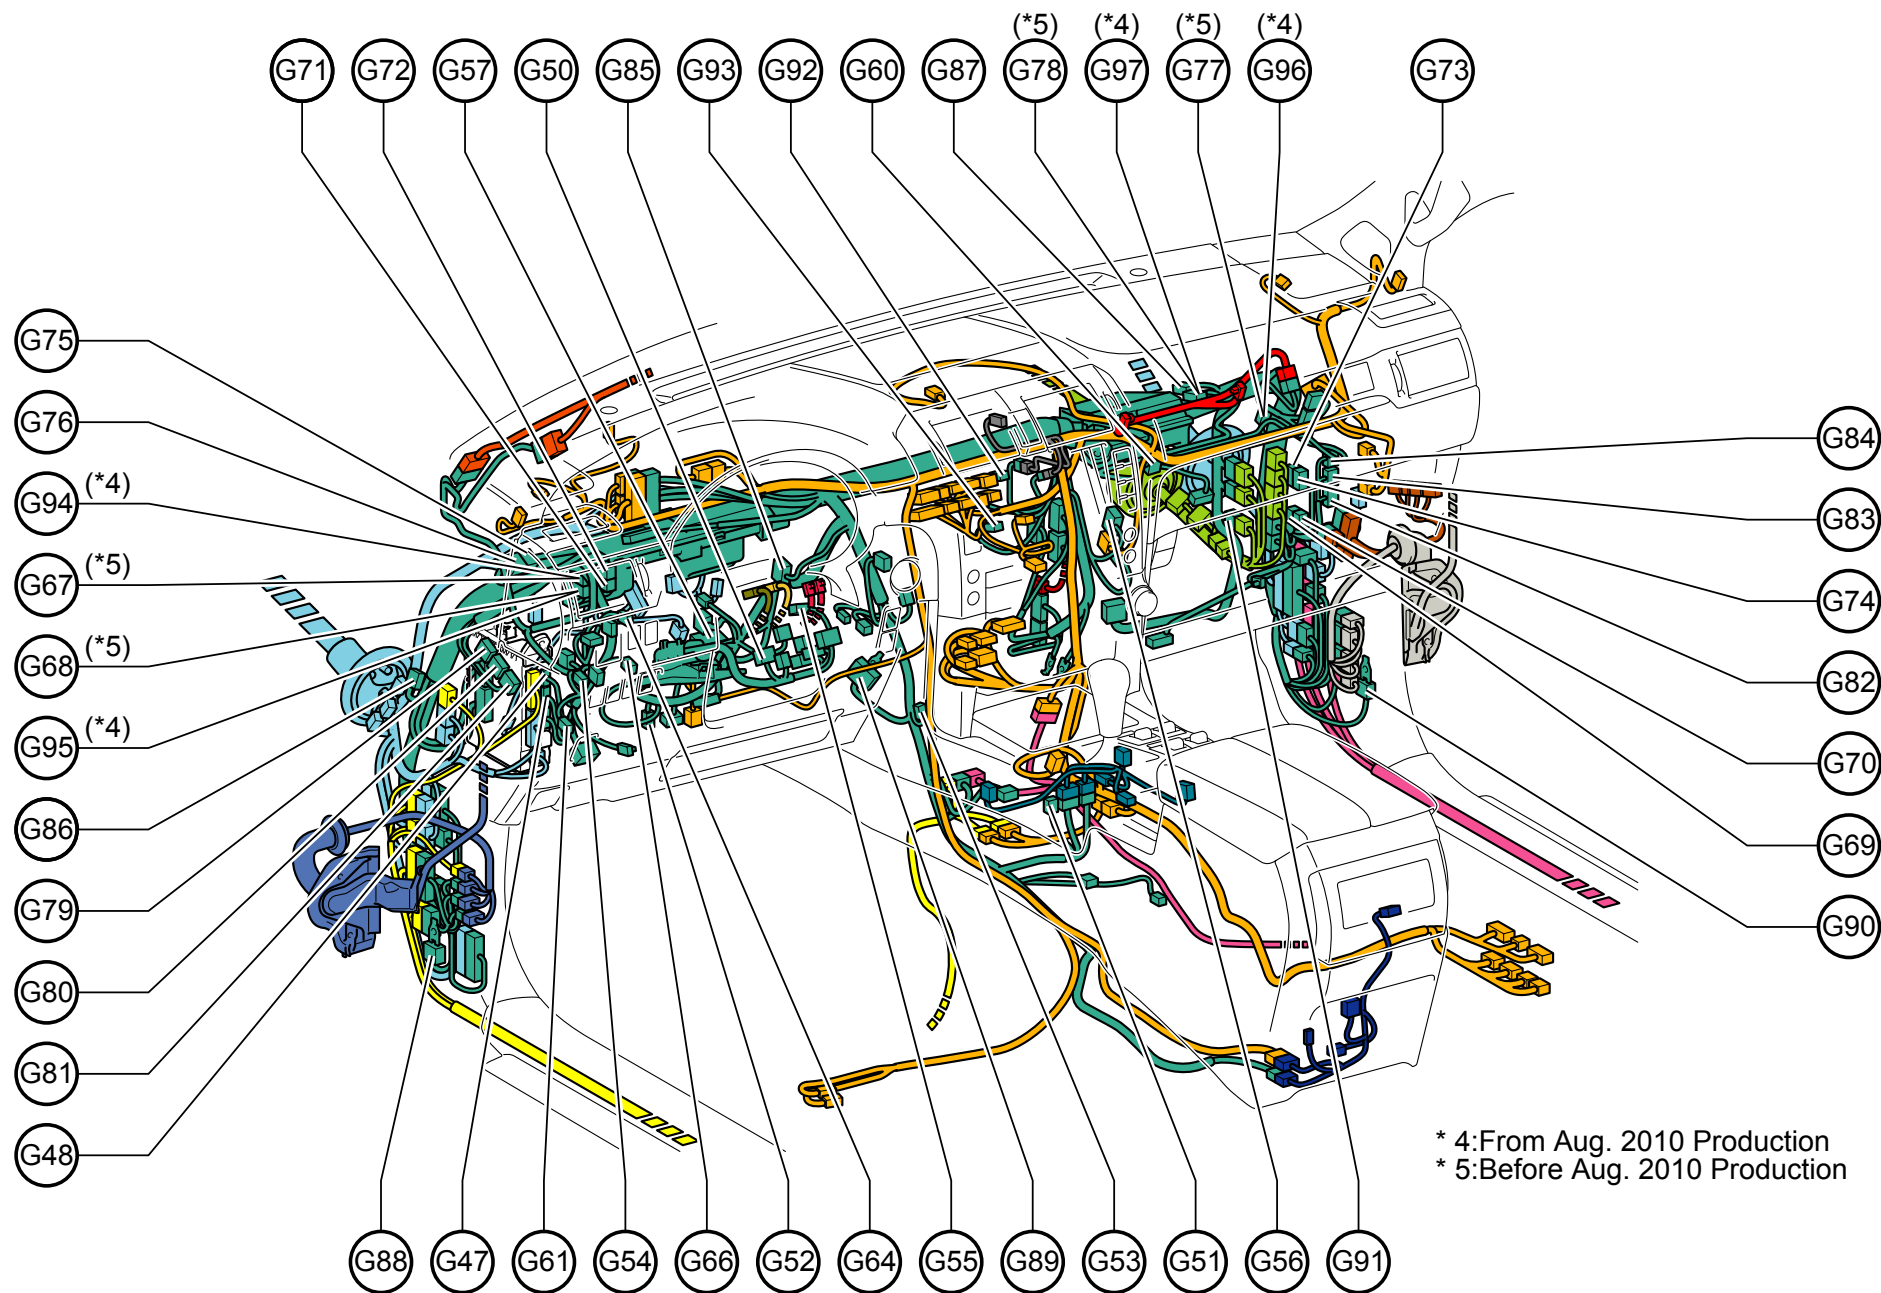 (*5) (*4) (*5) (*4)
G71 G72 G57 G50 G85 G93 G92 G60 G87 G78 G97 G77 G96 G73
G75
G76
G94 (*4)
G67 (*5)
G68 (*5)
G95 (*4)
G86
G79
G80
G81
G48
G84
G83
G74
G82
G70
G69
G90
* 4:From Aug. 2010 Production
* 5:Before Aug. 2010 Production
G88 G47 G61 G54 G66 G52 G64 G55 G89 G53 G51 G56 G91